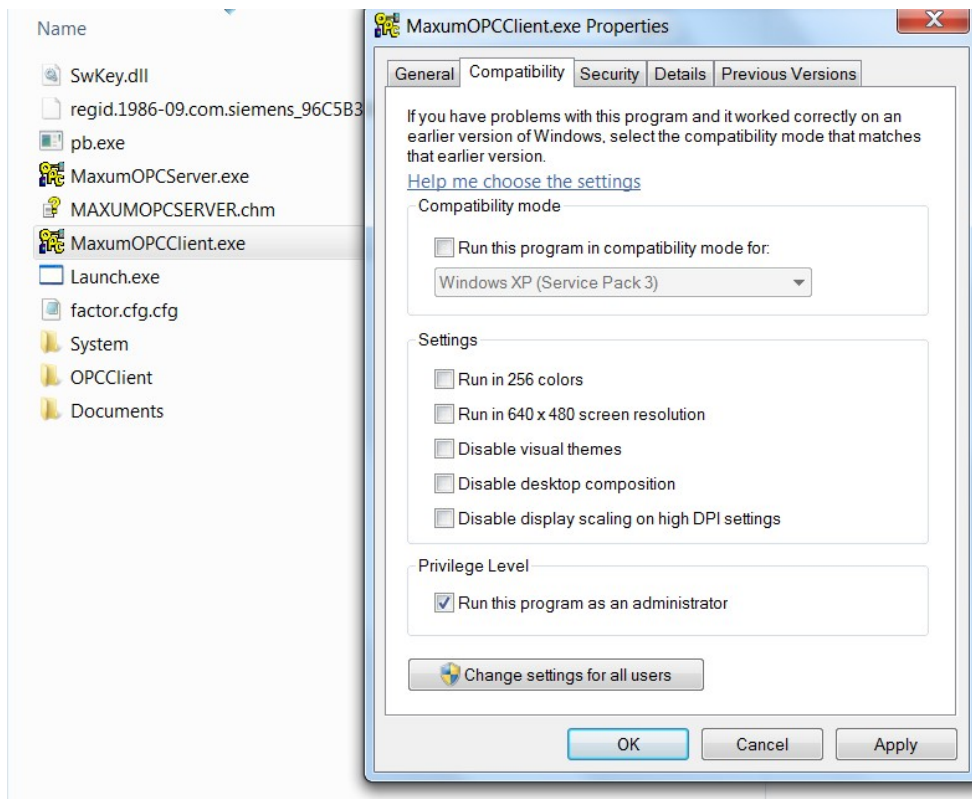 Name
SwKey.dll
regid.1986-09.com.siemens_96C5B3
pb.exe
MaxumOPCServer.exe
MAXUMOPCSERVER.chm
MaxumOPCClient.exe
Launch.exe
factor.cfg.cfg
System
OPCClient
Documents
MaxumOPCClient.exe Properties
General Compatibility Security Details Previous Versions
If you have problems with this program and it worked correctly on an
earlier version of Windows, select the compatibility mode that matches
that earlier version.
Help me choose the settings
Compatibility mode
Run this program in compatibility mode for:
Windows XP (Service Pack 3)
Settings
Run in 256 colors
Run in 640 x 480 screen resolution
Disable visual themes
Disable desktop composition
Disable display scaling on high DPI settings
Privilege Level
Run this program as an administrator
Change settings for all users
OK Cancel Apply